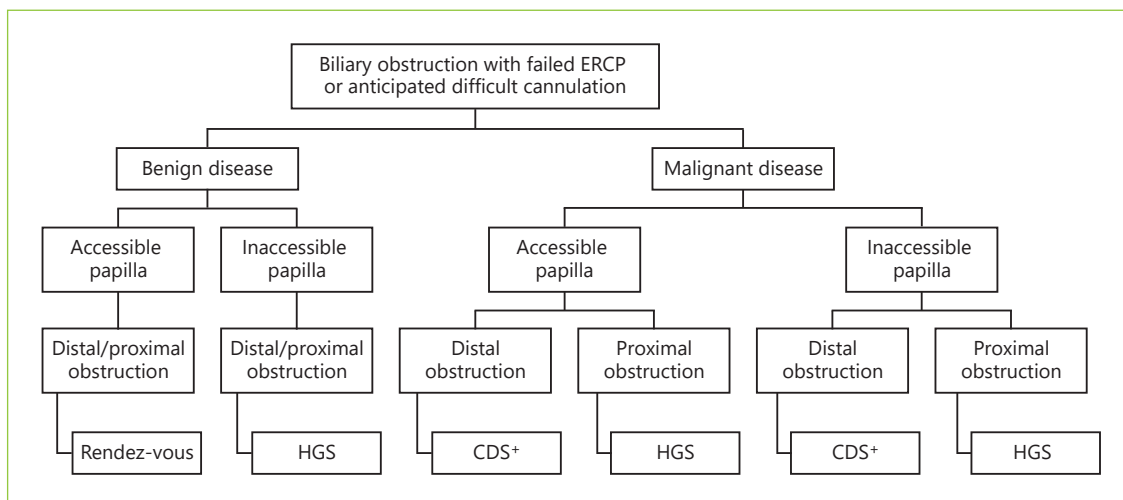 Biliary obstruction with failed ERCP
or anticipated difficult cannulation
Benign disease
Malignant disease
Accessible
papilla
Inaccessible
papilla
Accessible
papilla
Inaccessible
papilla
Distal/proximal
obstruction
Distal/proximal
obstruction
Distal
obstruction
Proximal
obstruction
Distal
obstruction
Proximal
obstruction
Rendez-vous
HGS
CDS⁺
HGS
CDS⁺
HGS